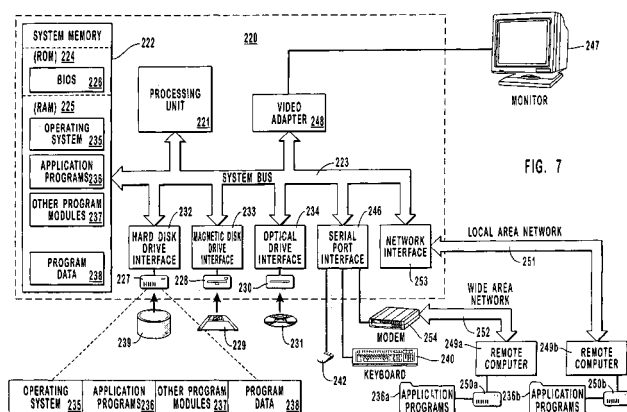 SYSTEM MEMORY
222
220
(ROM) 224
BIOS 226
(RAM) 225
OPERATING SYSTEM 235
APPLICATION PROGRAMS 236
OTHER PROGRAM MODULES 237
PROGRAM DATA 238
PROCESSING UNIT 221
VIDEO ADAPTER 248
247
MONITOR
FIG. 7
223
SYSTEM BUS
232
233
234
246
HARD DISK DRIVE INTERFACE
MAGNETIC DISK DRIVE INTERFACE
OPTICAL DRIVE INTERFACE
SERIAL PORT INTERFACE
NETWORK INTERFACE
253
LOCAL AREA NETWORK
251
227
228
230
239
229
231
242
WIDE AREA NETWORK
252
MODEM
254
KEYBOARD
240
249a
REMOTE COMPUTER
249b
REMOTE COMPUTER
250a
250b
236a
APPLICATION PROGRAMS
236b
APPLICATION PROGRAMS
OPERATING SYSTEM 235
APPLICATION PROGRAMS 236
OTHER PROGRAM MODULES 237
PROGRAM DATA 238